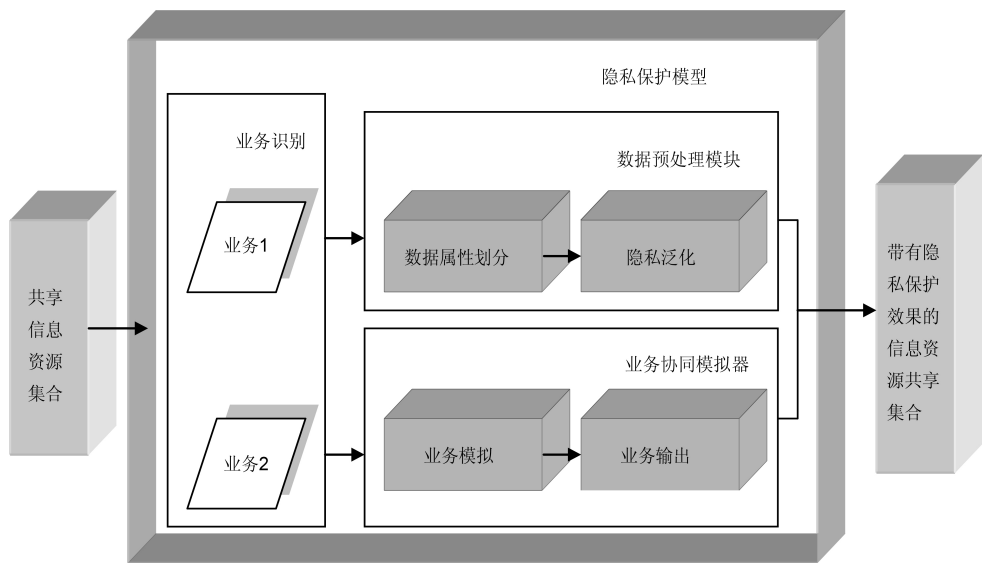 隐私保护模型
业务识别
数据预处理模块
业务1
数据属性划分
隐私泛化
共享
信息
资源
集合
带有隐
私保护
效果的
信息资
源共享
集合
业务协同模拟器
业务2
业务模拟
业务输出